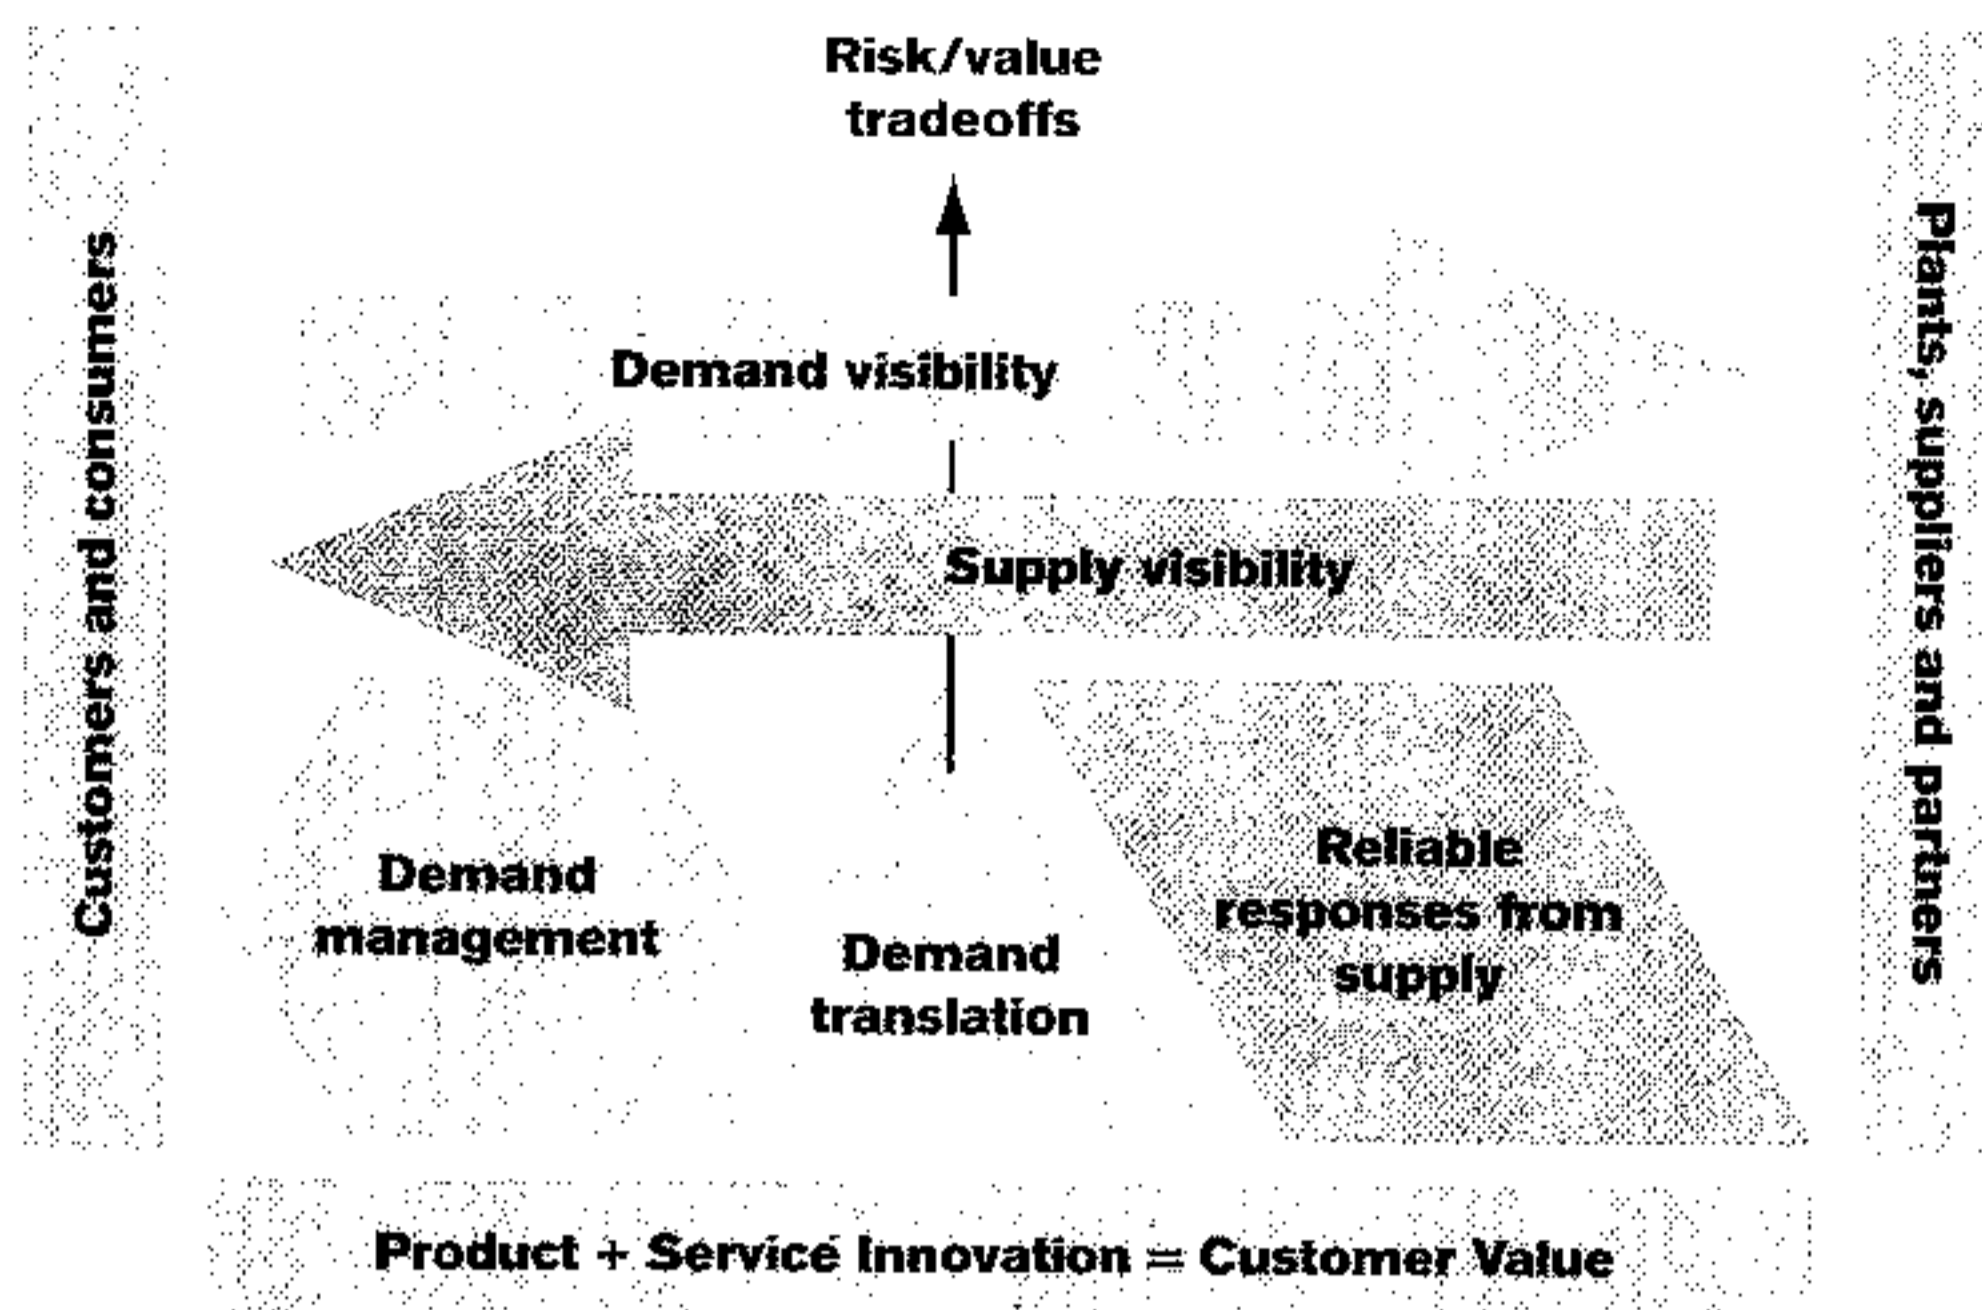 Risk/value
tradeoffs
Customers and consumers
Plants, suppliers and partners
Demand visibility
Supply visibility
Demand
management
Demand
translation
Reliable
responses from
supply
Product + Service Innovation = Customer Value